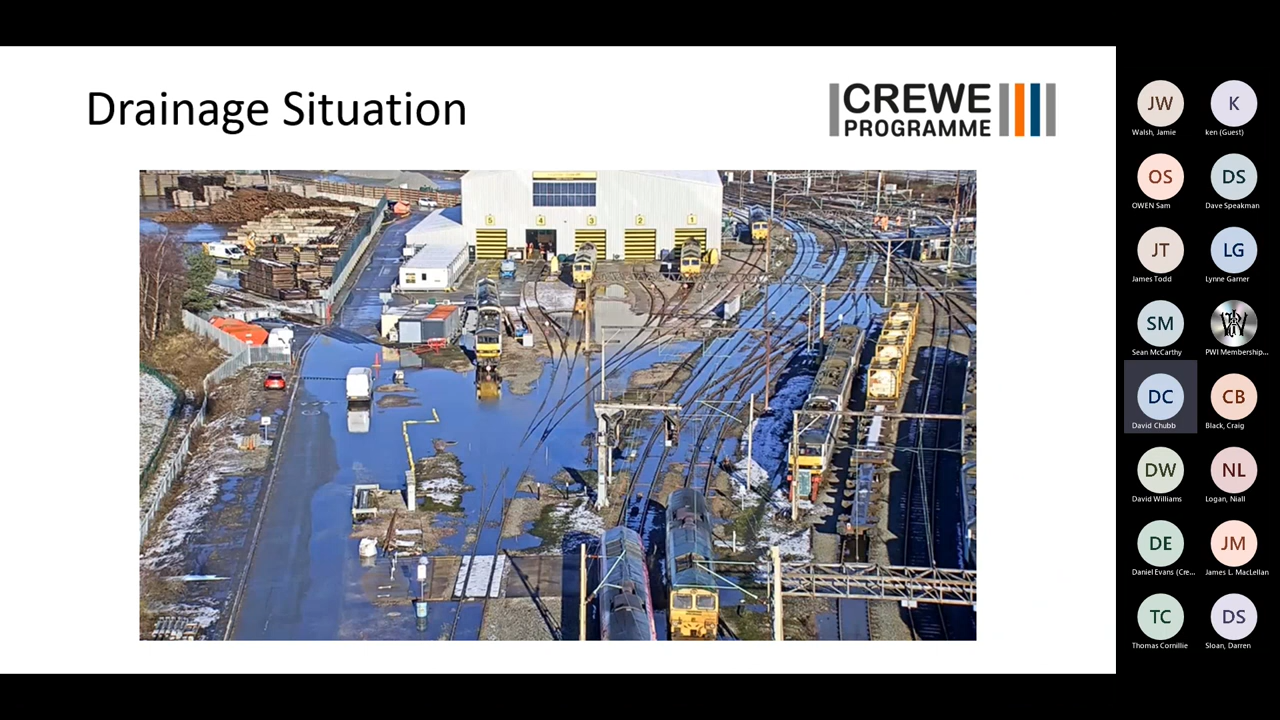 Drainage Situation
CREWE
PROGRAMME
5
4
3
2
1
JW
Walsh, Jamie
K
ken (Guest)
OS
OWEN Sam
DS
Dave Speakman
JT
James Todd
LG
Lynne Garner
SM
Sean McCarthy
PWI Membership...
DC
David Chubb
CB
Black, Craig
DW
David Williams
NL
Logan, Niall
DE
Daniel Evans (Cre...
JM
James L. MacLellan
TC
Thomas Cornillie
DS
Sloan, Darren